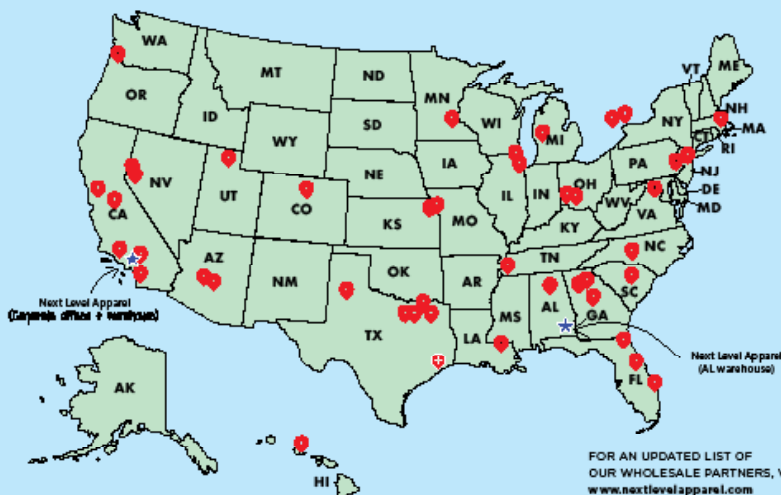 WA
MT
ND
MN
VT
ME
OR
ID
WY
SD
WI
MI
NY
NH
MA
CT
RI
NV
UT
CO
NE
IA
IL
IN
OH
PA
NJ
DE
MD
CA
KS
MO
KY
WV
VA
AZ
NM
OK
AR
TN
NC
SC
TX
LA
MS
AL
GA
FL
Next Level Apparel
(Corporate offices + warehouse)
Next Level Apparel
(AL warehouse)
AK
HI
FOR AN UPDATED LIST OF
OUR WHOLESALE PARTNERS, V
www.nextlevelapparel.com